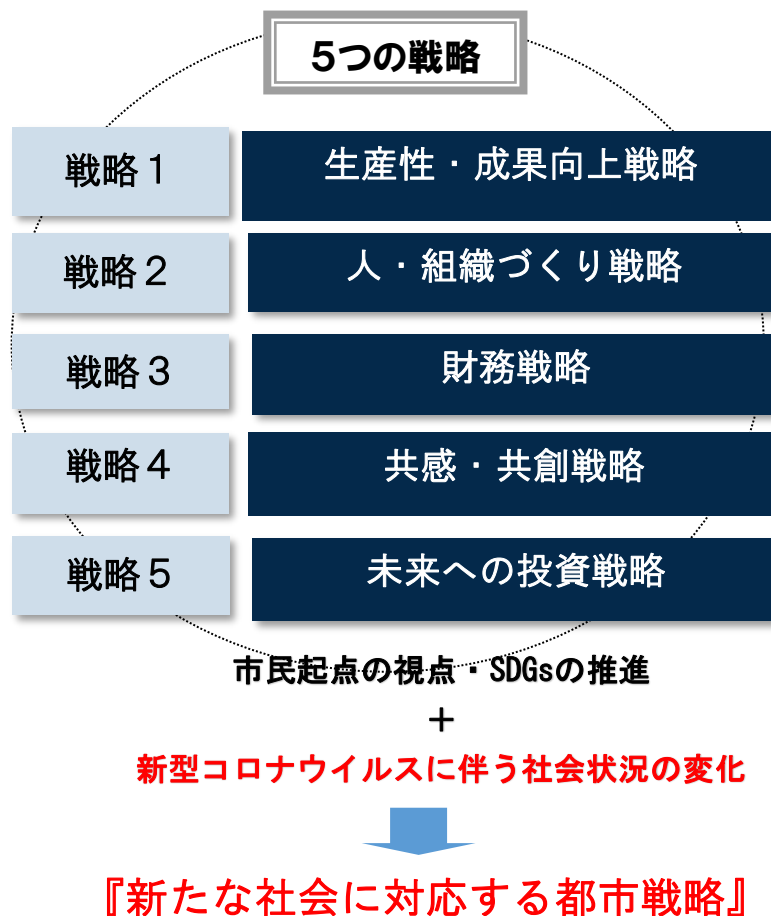 ５つの戦略
戦略１ 生産性・成果向上戦略
戦略２ 人・組織づくり戦略
戦略３ 財務戦略
戦略４ 共感・共創戦略
戦略５ 未来への投資戦略
市民起点の視点・SDGsの推進
＋
新型コロナウイルスに伴う社会状況の変化
『新たな社会に対応する都市戦略』